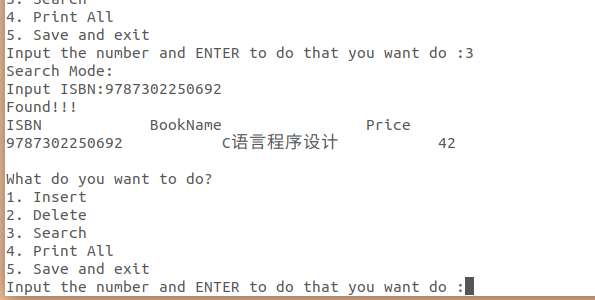 3. Search
4. Print All
5. Save and exit
Input the number and ENTER to do that you want do :3
Search Mode:
Input ISBN:9787302250692
Found!!!
ISBN BookName Price
9787302250692 C语言程序设计 42
What do you want to do?
1. Insert
2. Delete
3. Search
4. Print All
5. Save and exit
Input the number and ENTER to do that you want do :